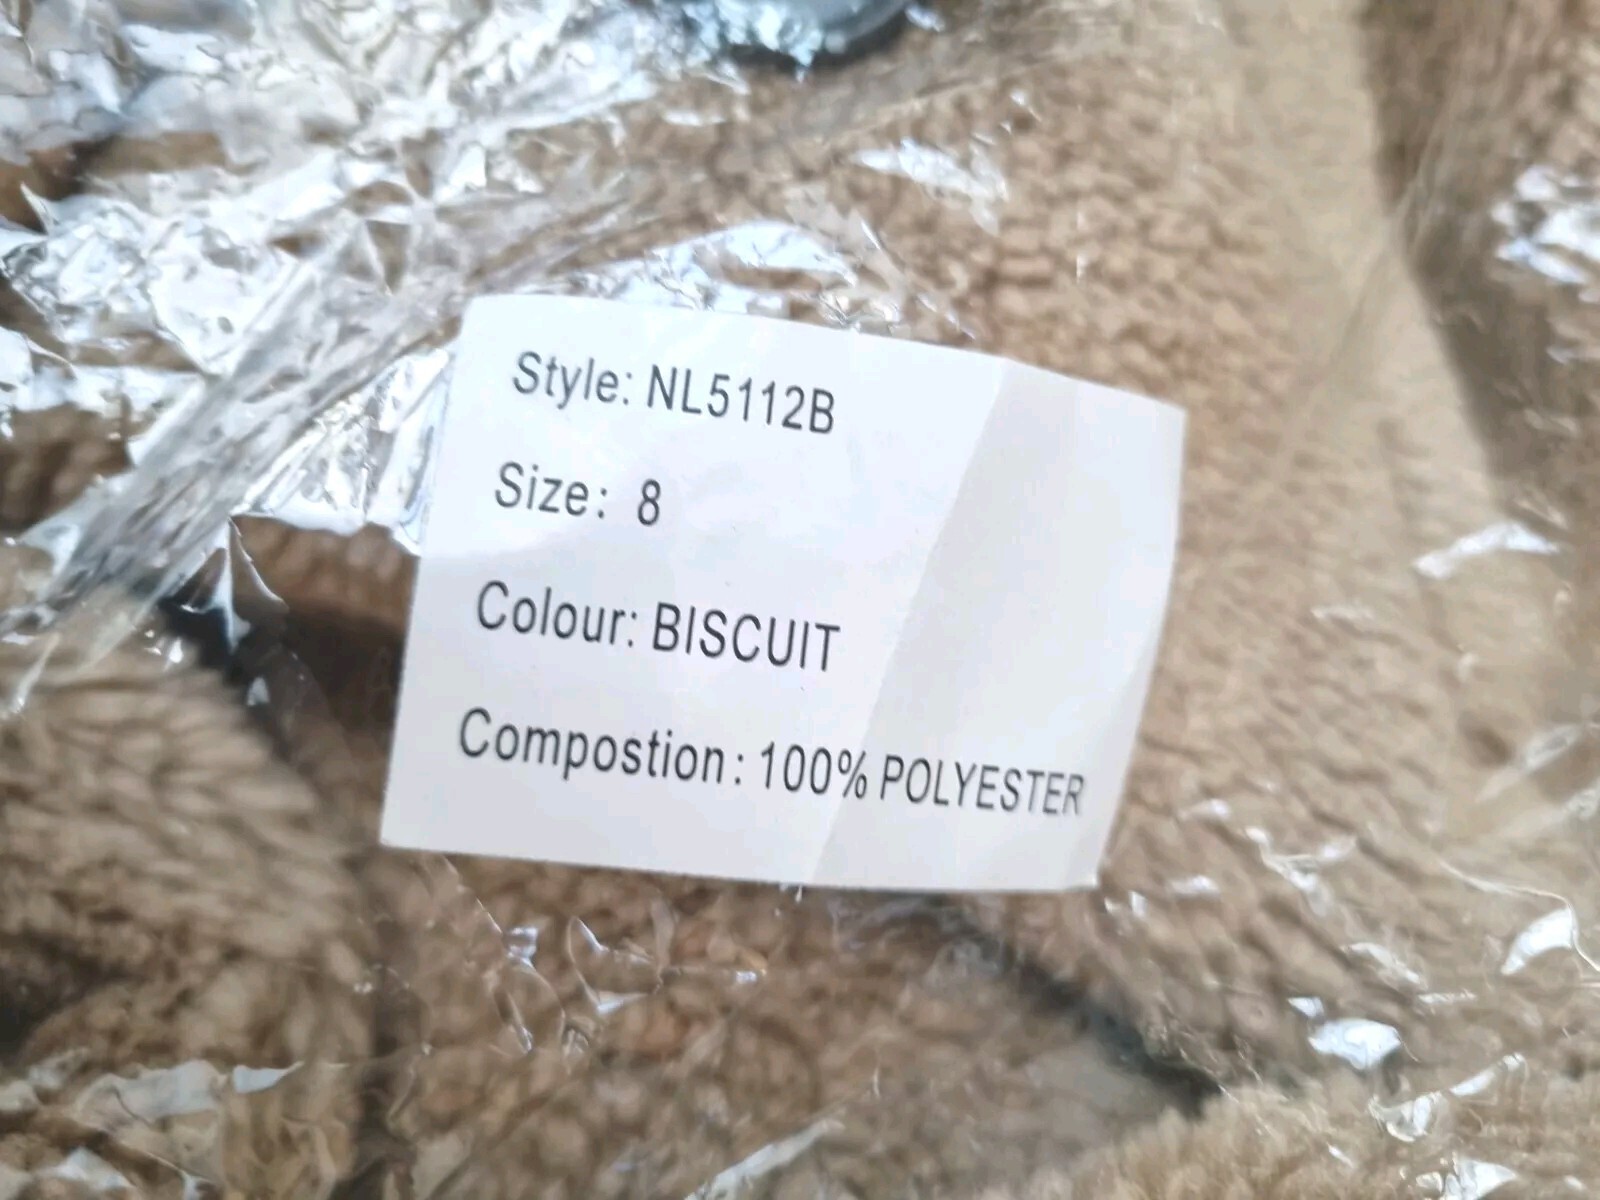 Style: NL5112B
Size: 8
Colour: BISCUIT
Compostion: 100% POLYESTER